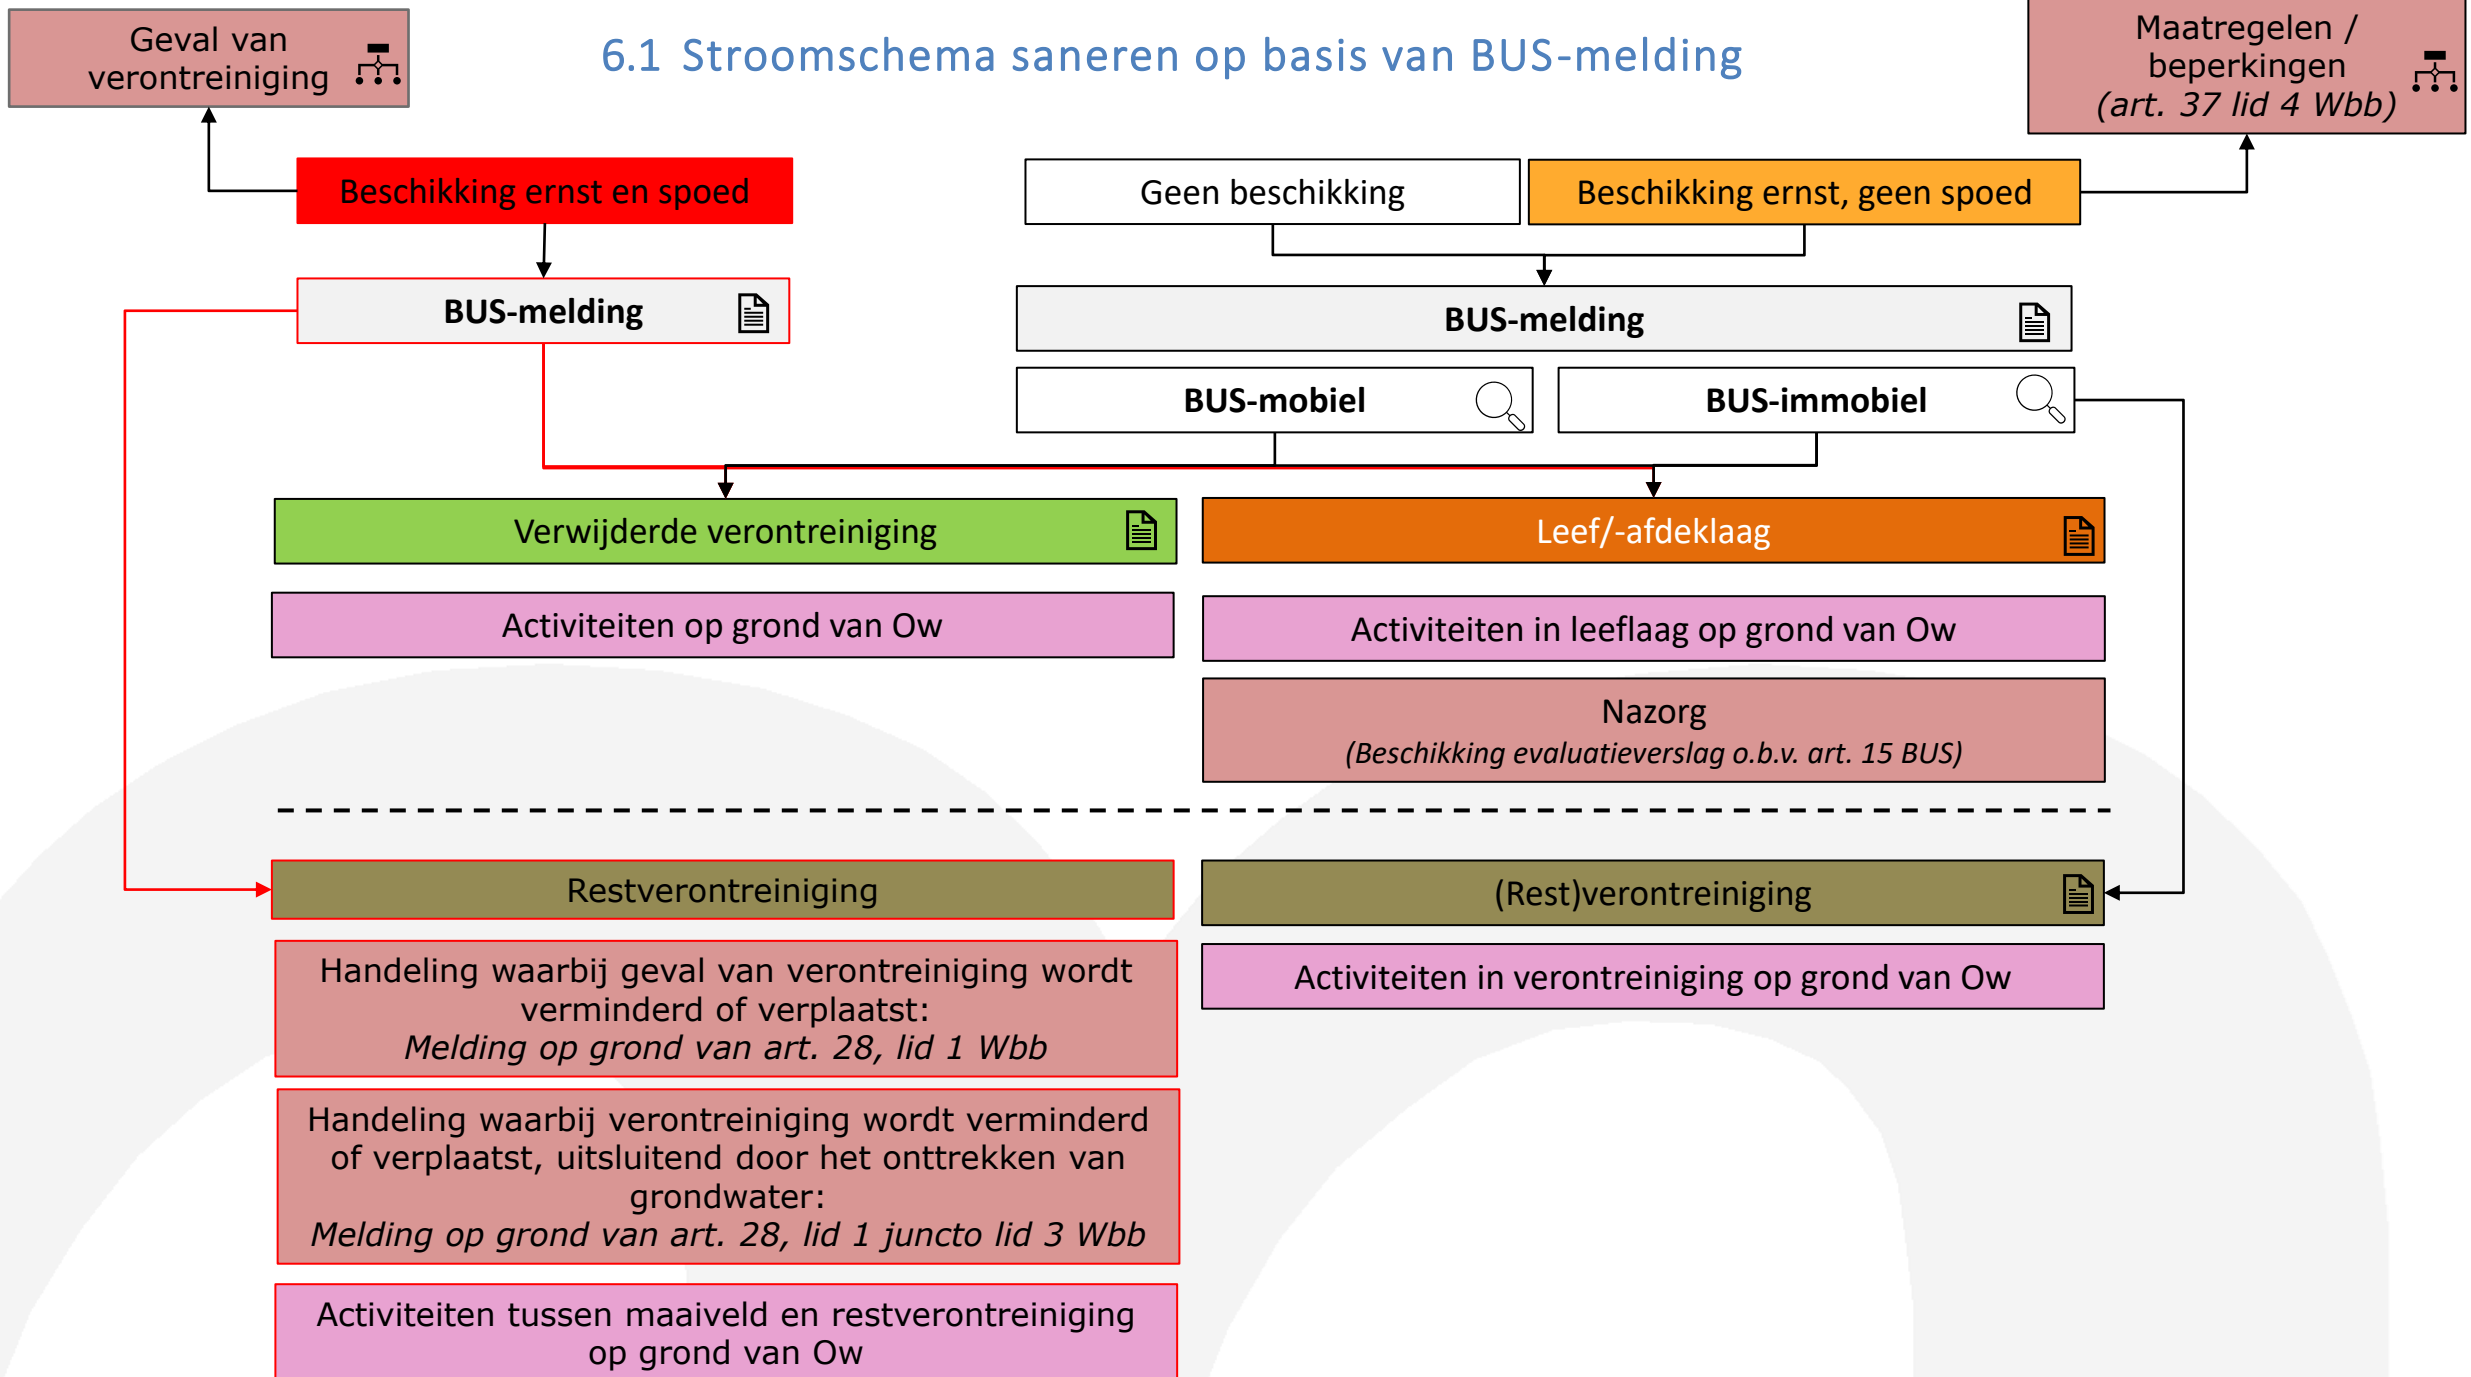 Geval van
verontreiniging
6.1 Stroomschema saneren op basis van BUS-melding
Maatregelen /
beperkingen
(art. 37 lid 4 Wbb)
Beschikking ernst en spoed
Geen beschikking
Beschikking ernst, geen spoed
BUS-melding
BUS-melding
BUS-mobiel
BUS-immobiel
Verwijderde verontreiniging
Leef/-afdeklaag
Activiteiten op grond van Ow
Activiteiten in leeflaag op grond van Ow
Nazorg
(Beschikking evaluatieverslag o.b.v. art. 15 BUS)
Restverontreiniging
(Rest)verontreiniging
Handeling waarbij geval van verontreiniging wordt
verminderd of verplaatst:
Melding op grond van art. 28, lid 1 Wbb
Activiteiten in verontreiniging op grond van Ow
Handeling waarbij verontreiniging wordt verminderd
of verplaatst, uitsluitend door het onttrekken van
grondwater:
Melding op grond van art. 28, lid 1 juncto lid 3 Wbb
Activiteiten tussen maaiveld en restverontreiniging
op grond van Ow